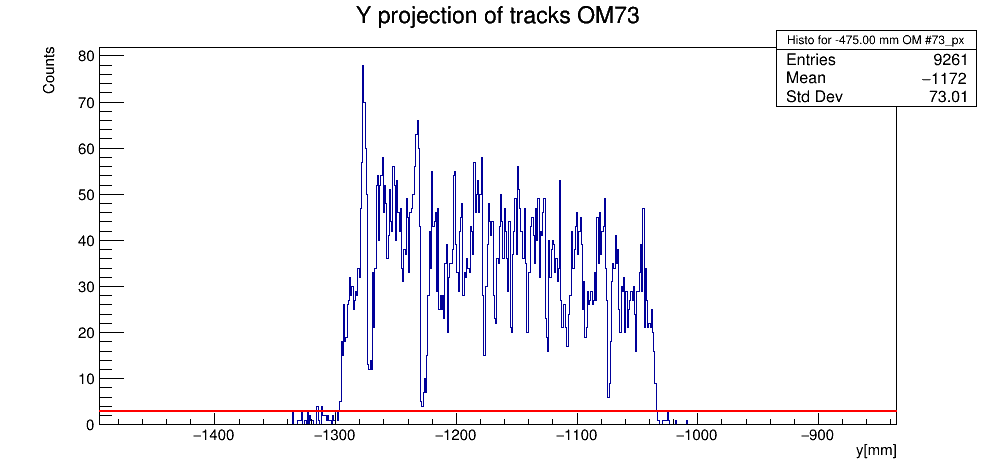 Y projection of tracks OM73
Histo for -475.00 mm OM #73_px
Entries 9261
Mean −1172
Std Dev 73.01
Counts
80
70
60
50
40
30
20
10
0
−1400 −1300 −1200 −1100 −1000 −900
y[mm]